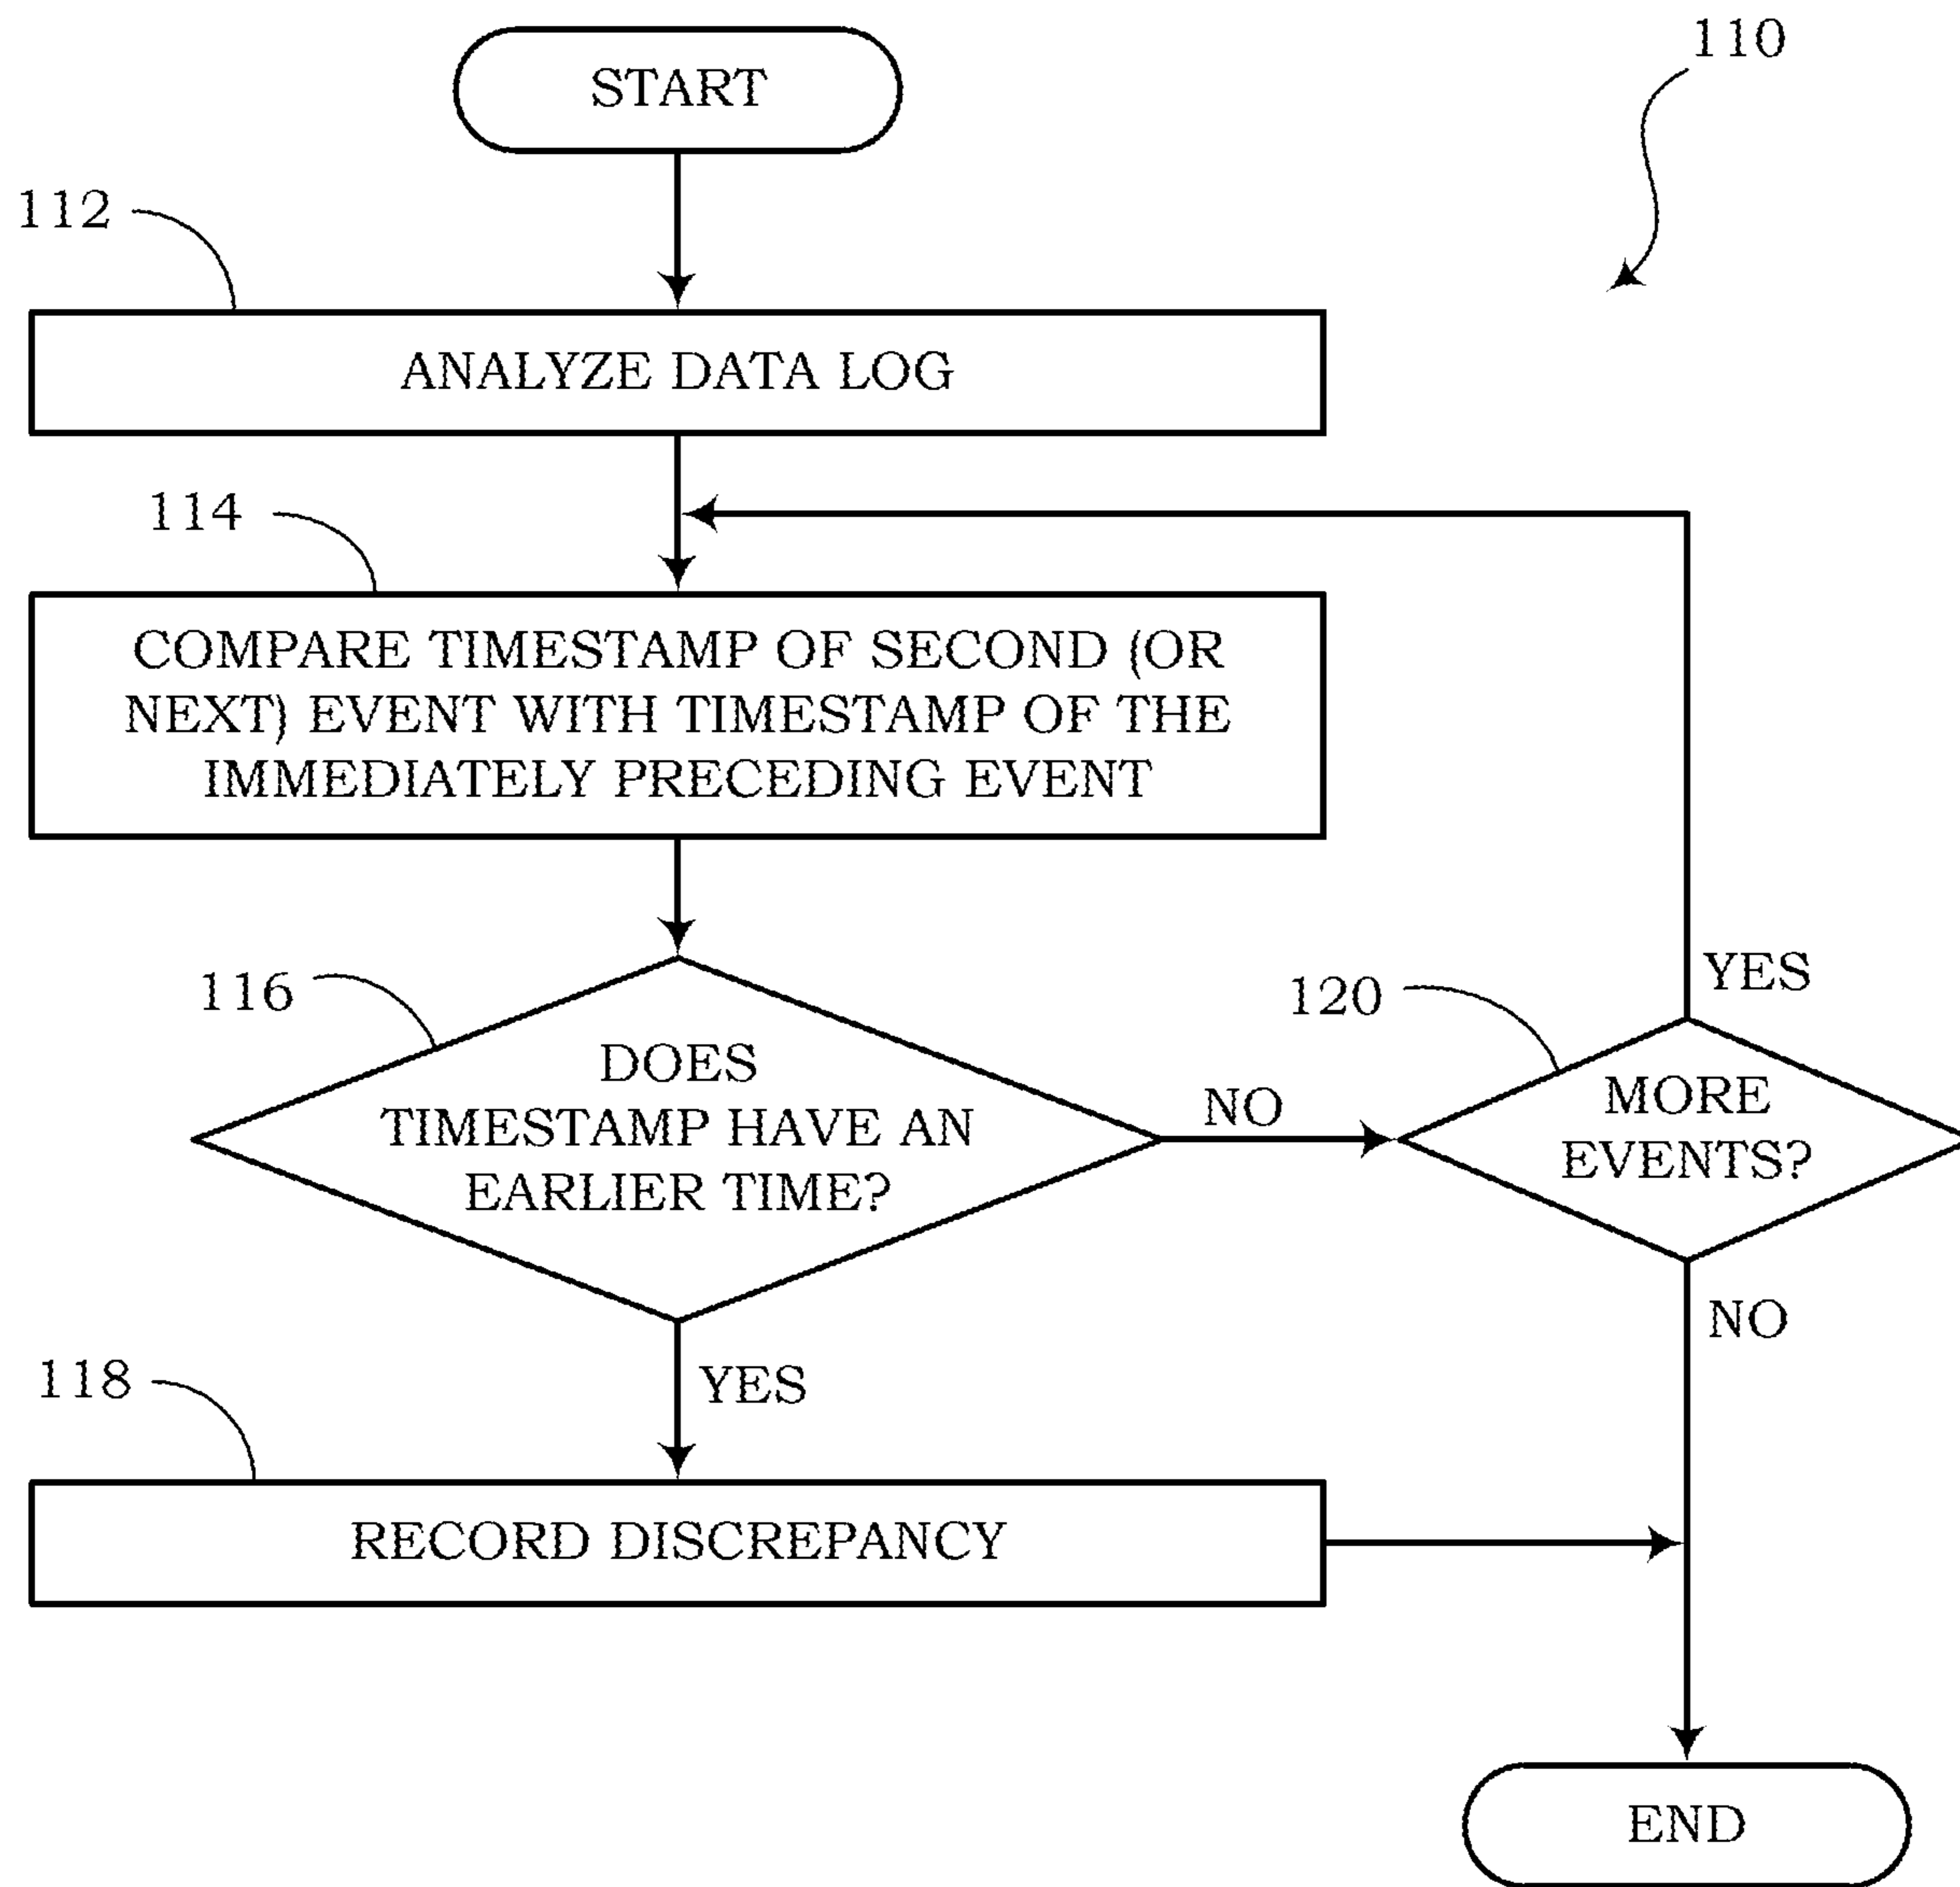 START
110
112
ANALYZE DATA LOG
114
COMPARE TIMESTAMP OF SECOND (OR
NEXT) EVENT WITH TIMESTAMP OF THE
IMMEDIATELY PRECEDING EVENT
116
DOES
TIMESTAMP HAVE AN
EARLIER TIME?
NO
120
YES
MORE
EVENTS?
NO
118
YES
RECORD DISCREPANCY
END